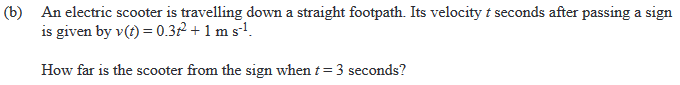 (b) An electric scooter is travelling down a straight footpath. Its velocity t seconds after passing a sign
is given by v(t) = 0.3t² + 1 m s⁻¹.
How far is the scooter from the sign when t = 3 seconds?